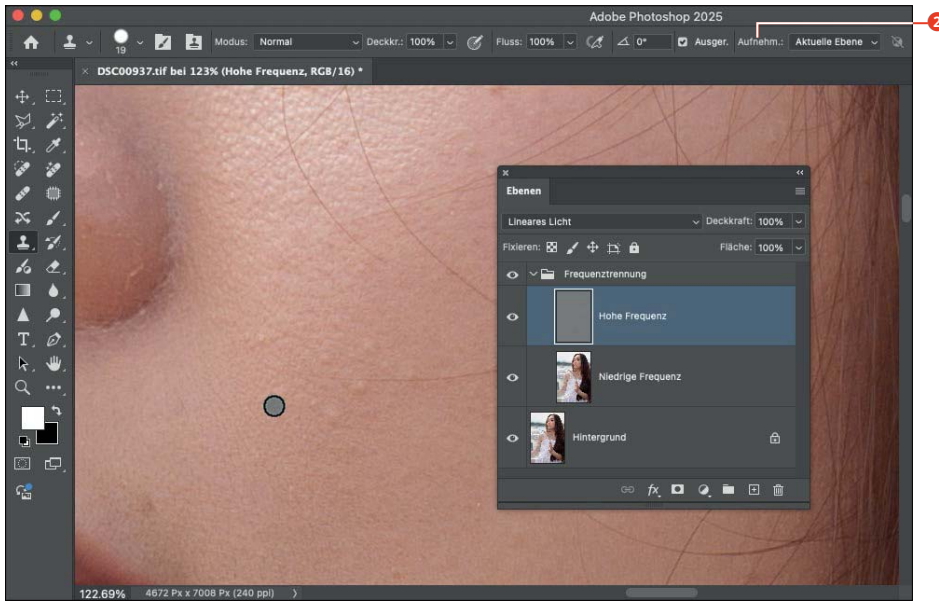 Adobe Photoshop 2025
2
19
Modus: Normal Deckkr.: 100% Fluss: 100% 0° Ausger. Aufnehm.: Aktuelle Ebene
× DSC00937.tif bei 123% (Hohe Frequenz, RGB/16) *
Ebenen
Lineares Licht Deckkraft: 100%
Fixieren: Fläche: 100%
Frequenztrennung
Hohe Frequenz
Niedrige Frequenz
Hintergrund
fx
T
122.69% 4672 Px x 7008 Px (240 ppi)